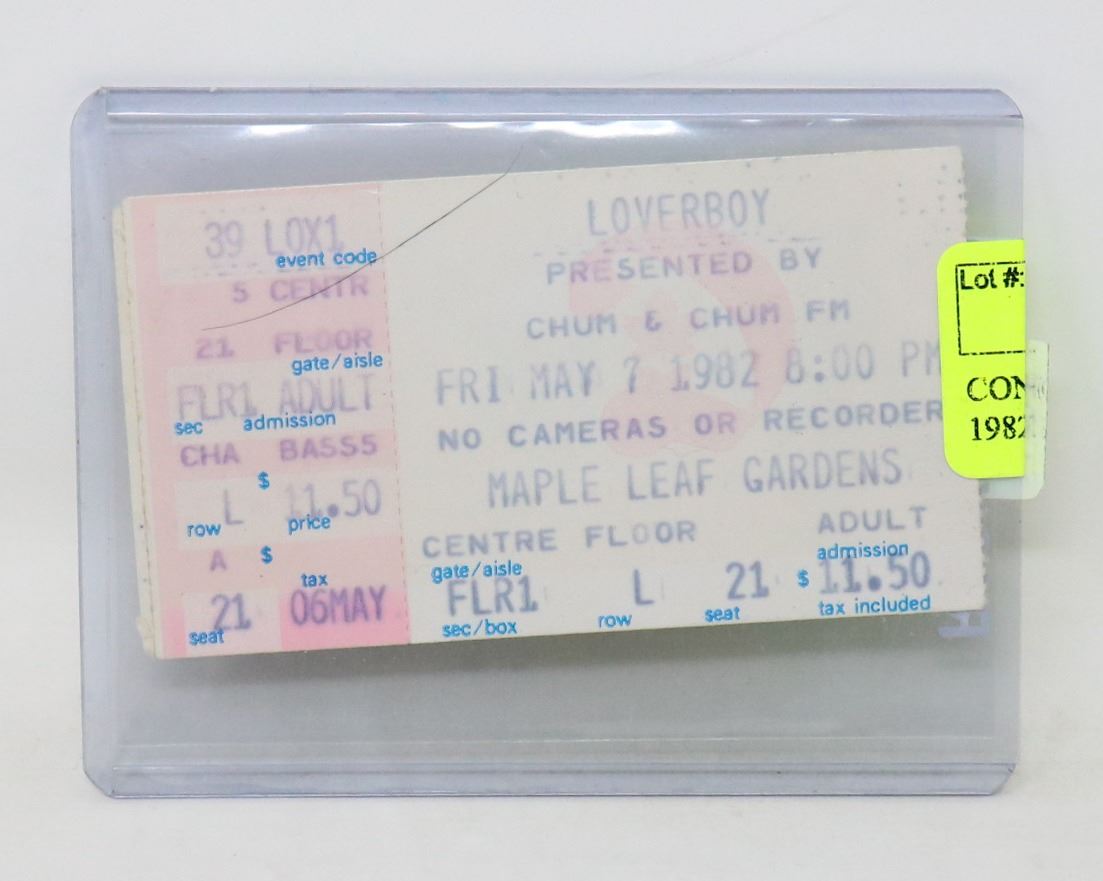 39 LOX1
event code
5 CENTR
21 FLOOR
gate/aisle
FLR1 ADULT
sec admission
CHA BASS5
$
L 11.50
row price
A $
tax
21 06MAY
seat
LOVERBOY
PRESENTED BY
CHUM & CHUM FM
FRI MAY 7 1982 8:00 PM
NO CAMERAS OR RECORDER
MAPLE LEAF GARDENS
CENTRE FLOOR ADULT
gate/aisle admission
FLR1 L 21 $ 11.50
sec/box row seat tax included
Lot #:
CON
1982